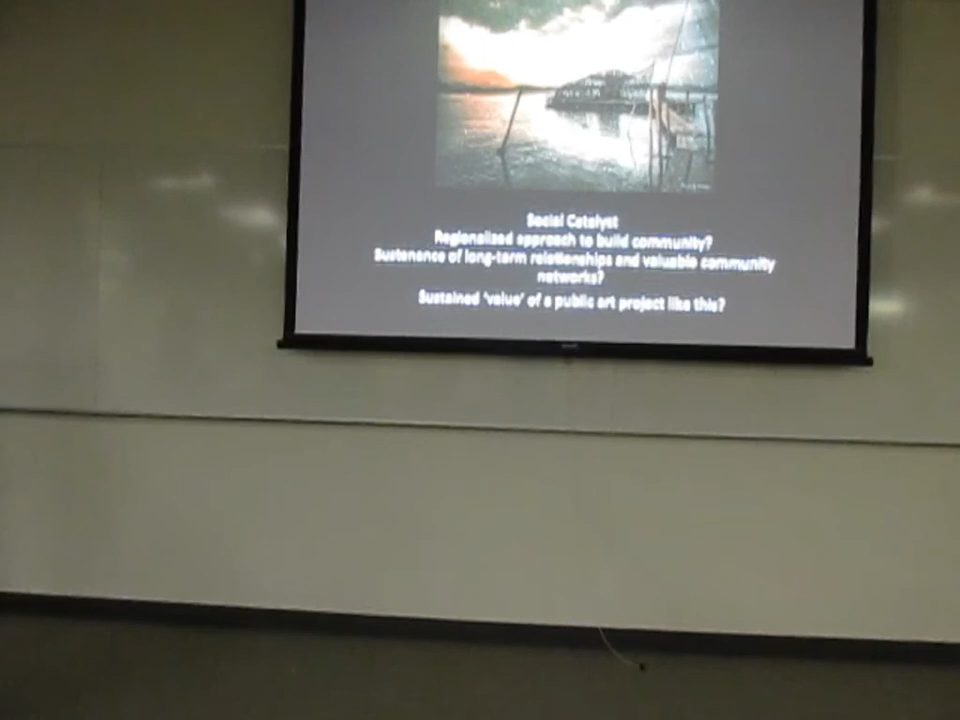 Social Catalyst
Regionalized approach to build community?
Sustenance of long-term relationships and valuable community
networks?
Sustained 'value' of a public art project like this?